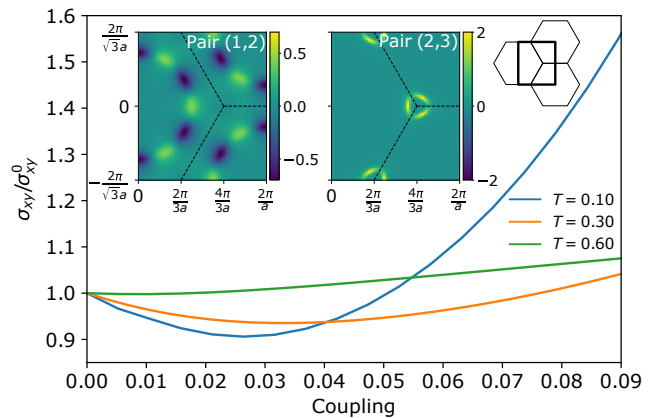 Pair (1,2)
2π/√3a
0
−2π/√3a
0
2π/3a
4π/3a
2π/a
0.5
0.0
−0.5
Pair (2,3)
0
2π/3a
4π/3a
2π/a
2
0
−2
σxy/σ⁰xy
1.6
1.5
1.4
1.3
1.2
1.1
1.0
0.9
T = 0.10
T = 0.30
T = 0.60
0.00 0.01 0.02 0.03 0.04 0.05 0.06 0.07 0.08 0.09
Coupling